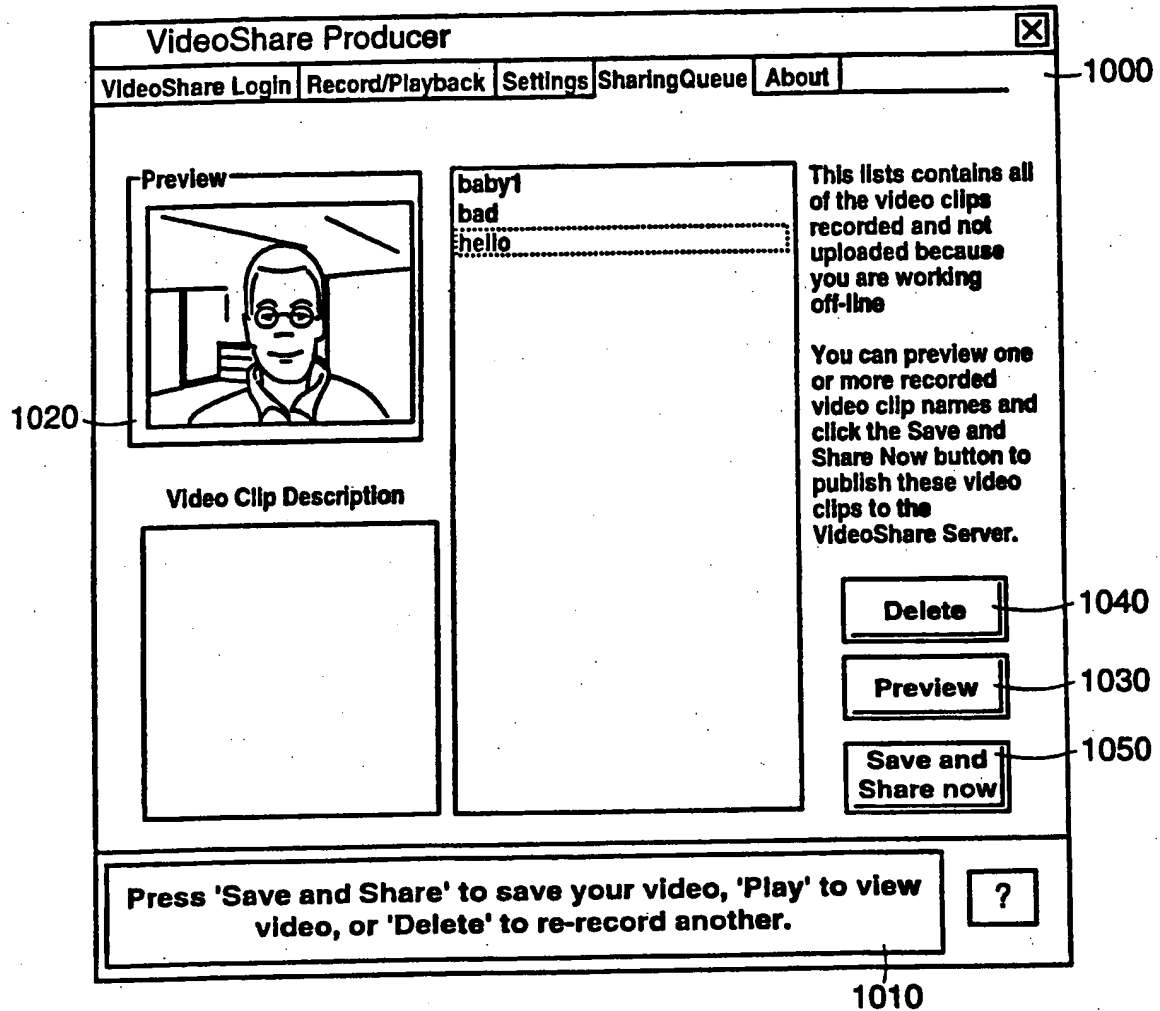 VideoShare Producer
VideoShare Login Record/Playback Settings SharingQueue About
1000
Preview
1020
Video Clip Description
baby1
bad
hello
This lists contains all
of the video clips
recorded and not
uploaded because
you are working
off-line
You can preview one
or more recorded
video clip names and
click the Save and
Share Now button to
publish these video
clips to the
VideoShare Server.
Delete
1040
Preview
1030
Save and
Share now
1050
Press 'Save and Share' to save your video, 'Play' to view
video, or 'Delete' to re-record another.
?
1010